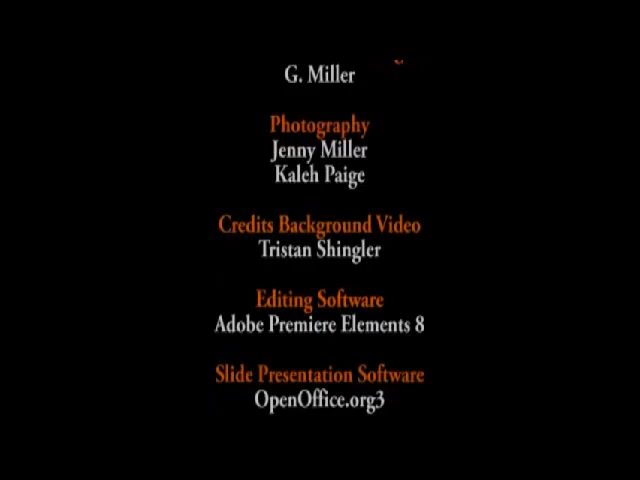 G. Miller
Photography
Jenny Miller
Kaleh Paige
Credits Background Video
Tristan Shingler
Editing Software
Adobe Premiere Elements 8
Slide Presentation Software
OpenOffice.org3